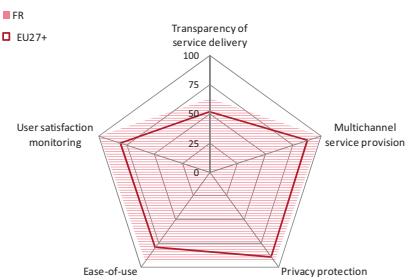 FR
EU27+
Transparency of
service delivery
100
75
50
25
0
User satisfaction
monitoring
Multichannel
service provision
Ease-of-use
Privacy protection